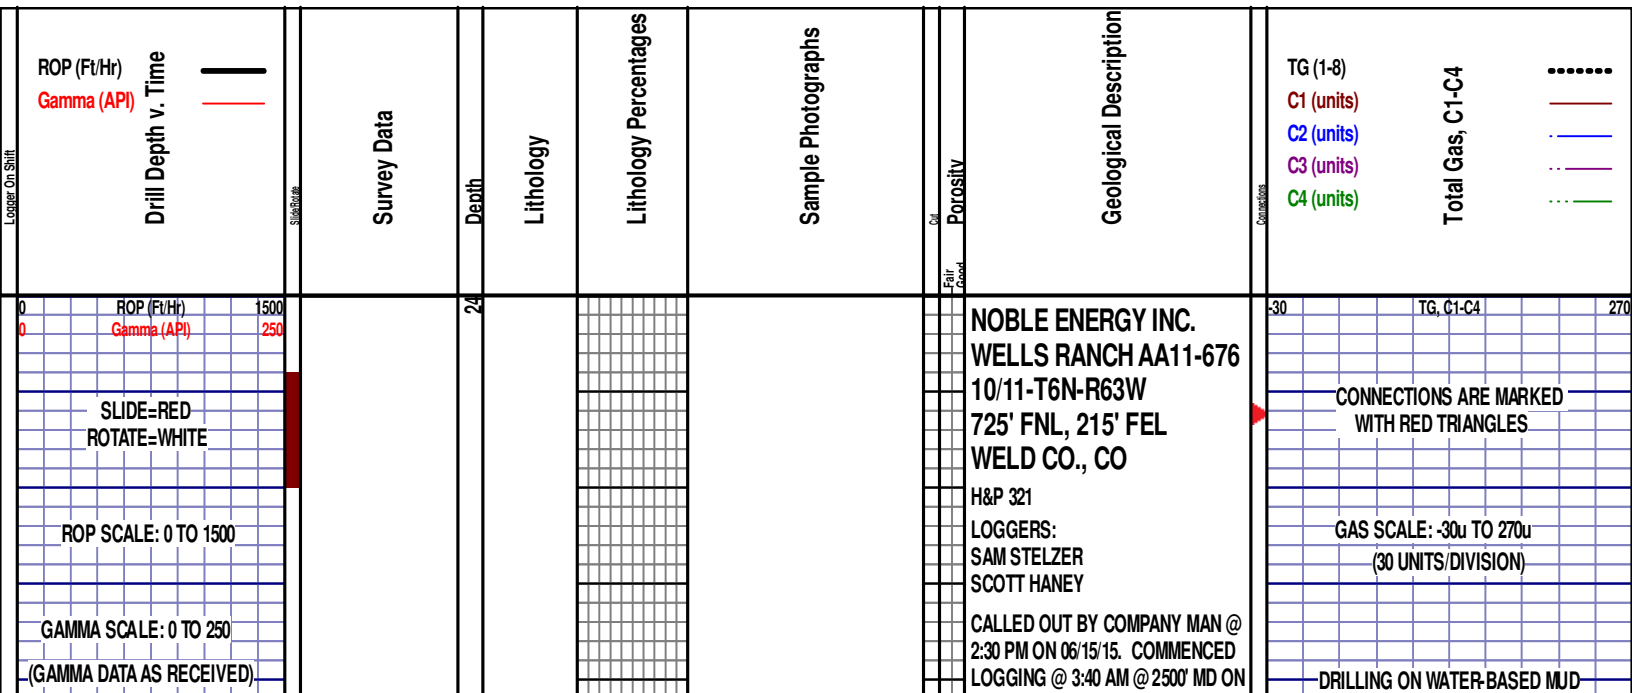 Logger On Shift
ROP (Ft/Hr)
Gamma (API)
Drill Depth v. Time
Slide/Rotate
Survey Data
Depth
Lithology
Lithology Percentages
Sample Photographs
Cut
Porosity
Fair
Good
Geological Description
Connections
TG (1-8)
C1 (units)
C2 (units)
C3 (units)
C4 (units)
Total Gas, C1-C4
0 ROP (Ft/Hr) 1500
0 Gamma (API) 250
SLIDE=RED
ROTATE=WHITE
ROP SCALE: 0 TO 1500
GAMMA SCALE: 0 TO 250
(GAMMA DATA AS RECEIVED)
24
NOBLE ENERGY INC.
WELLS RANCH AA11-676
10/11-T6N-R63W
725' FNL, 215' FEL
WELD CO., CO
H&P 321
LOGGERS:
SAM STELZER
SCOTT HANEY
CALLED OUT BY COMPANY MAN @
2:30 PM ON 06/15/15. COMMENCED
LOGGING @ 3:40 AM @ 2500' MD ON
-30 TG, C1-C4 270
CONNECTIONS ARE MARKED
WITH RED TRIANGLES
GAS SCALE: -30u TO 270u
(30 UNITS/DIVISION)
DRILLING ON WATER-BASED MUD